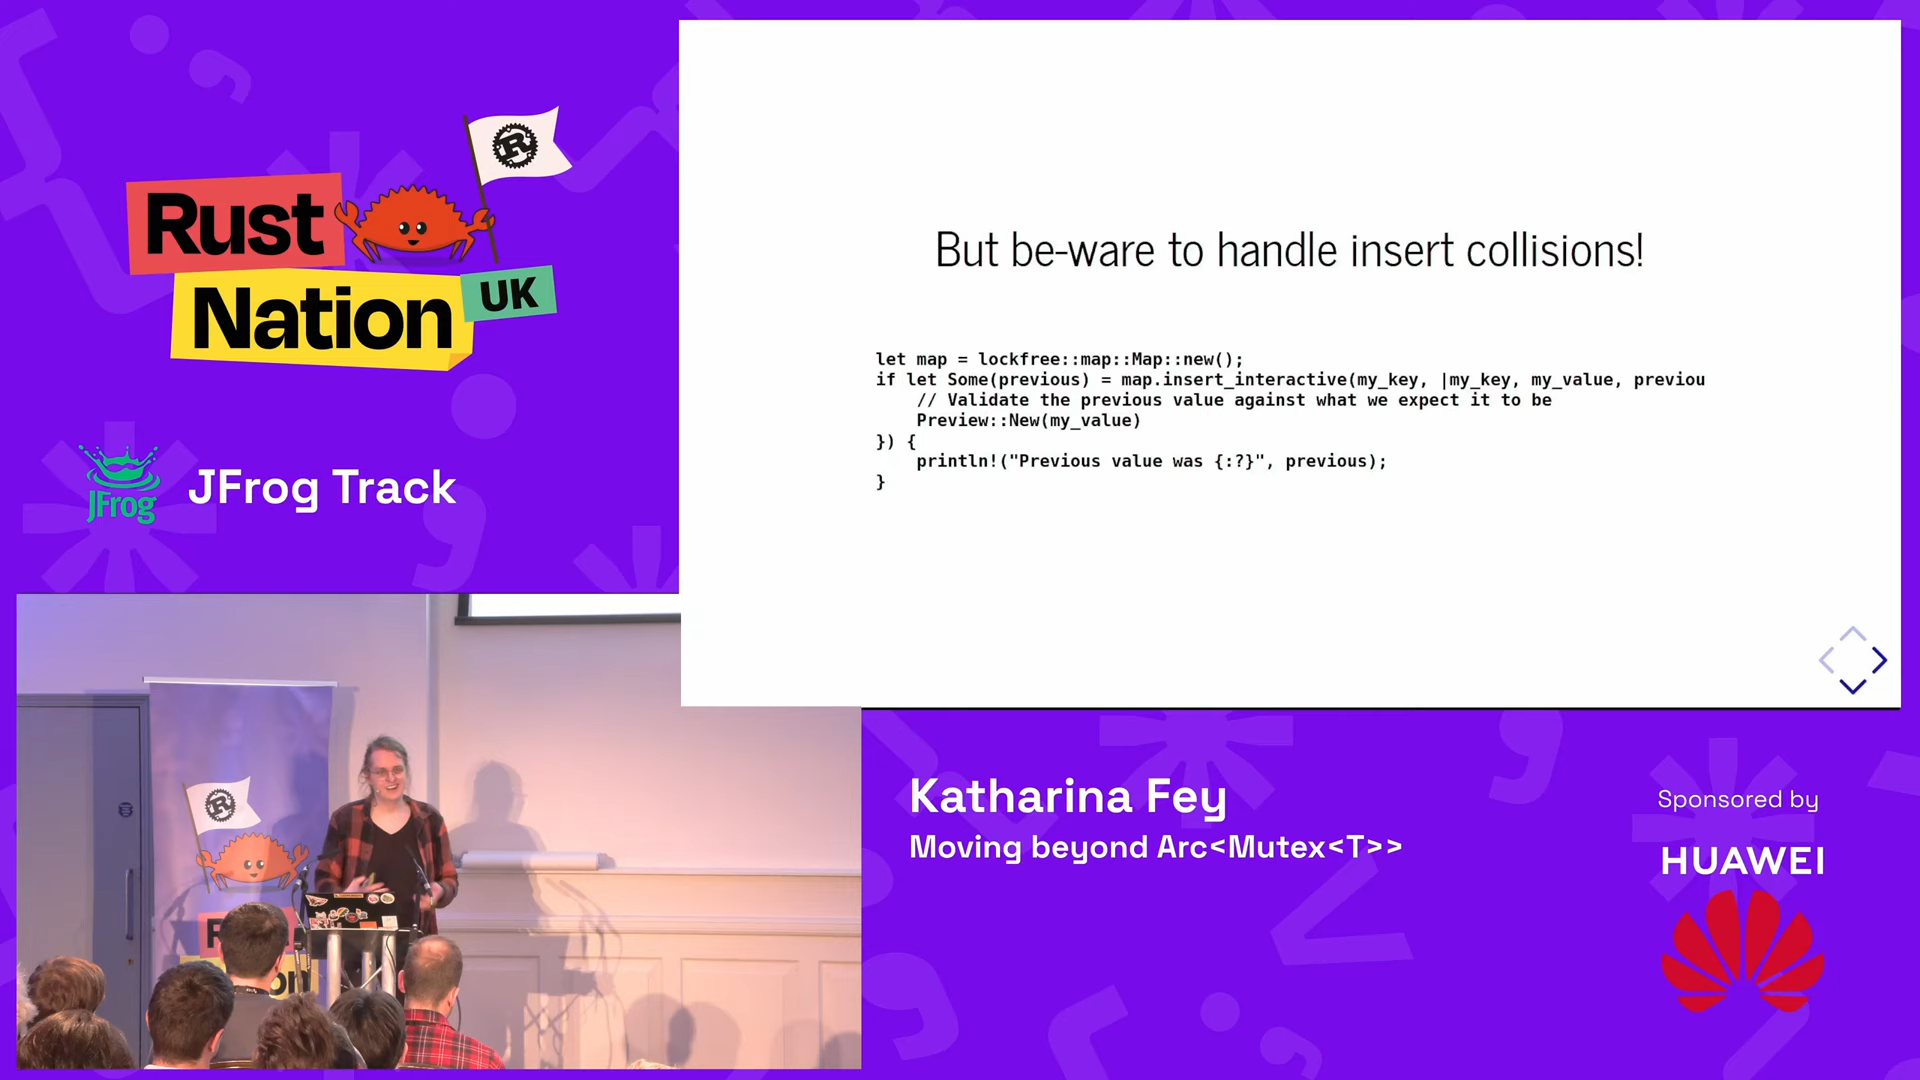 Rust
Nation
UK
R
JFrog
JFrog Track
But be-ware to handle insert collisions!
let map = lockfree::map::Map::new();
if let Some(previous) = map.insert_interactive(my_key, |my_key, my_value, previou
    // Validate the previous value against what we expect it to be
    Preview::New(my_value)
}) {
    println!("Previous value was {:?}", previous);
}
Katharina Fey
Moving beyond Arc<Mutex<T>>
Sponsored by
HUAWEI
R
on